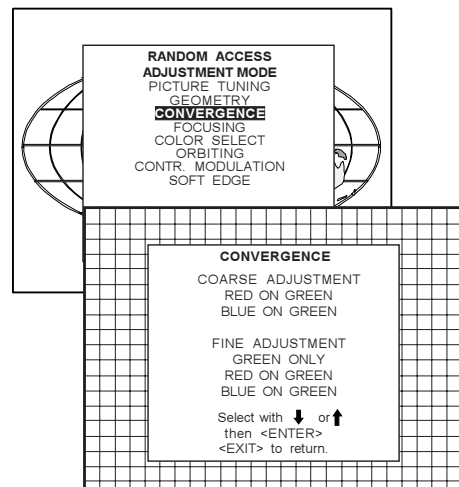 RANDOM ACCESS
ADJUSTMENT MODE
PICTURE TUNING
GEOMETRY
CONVERGENCE
FOCUSING
COLOR SELECT
ORBITING
CONTR. MODULATION
SOFT EDGE
CONVERGENCE
COARSE ADJUSTMENT
RED ON GREEN
BLUE ON GREEN
FINE ADJUSTMENT
GREEN ONLY
RED ON GREEN
BLUE ON GREEN
Select with ↓ or ↑
then <ENTER>
<EXIT> to return.